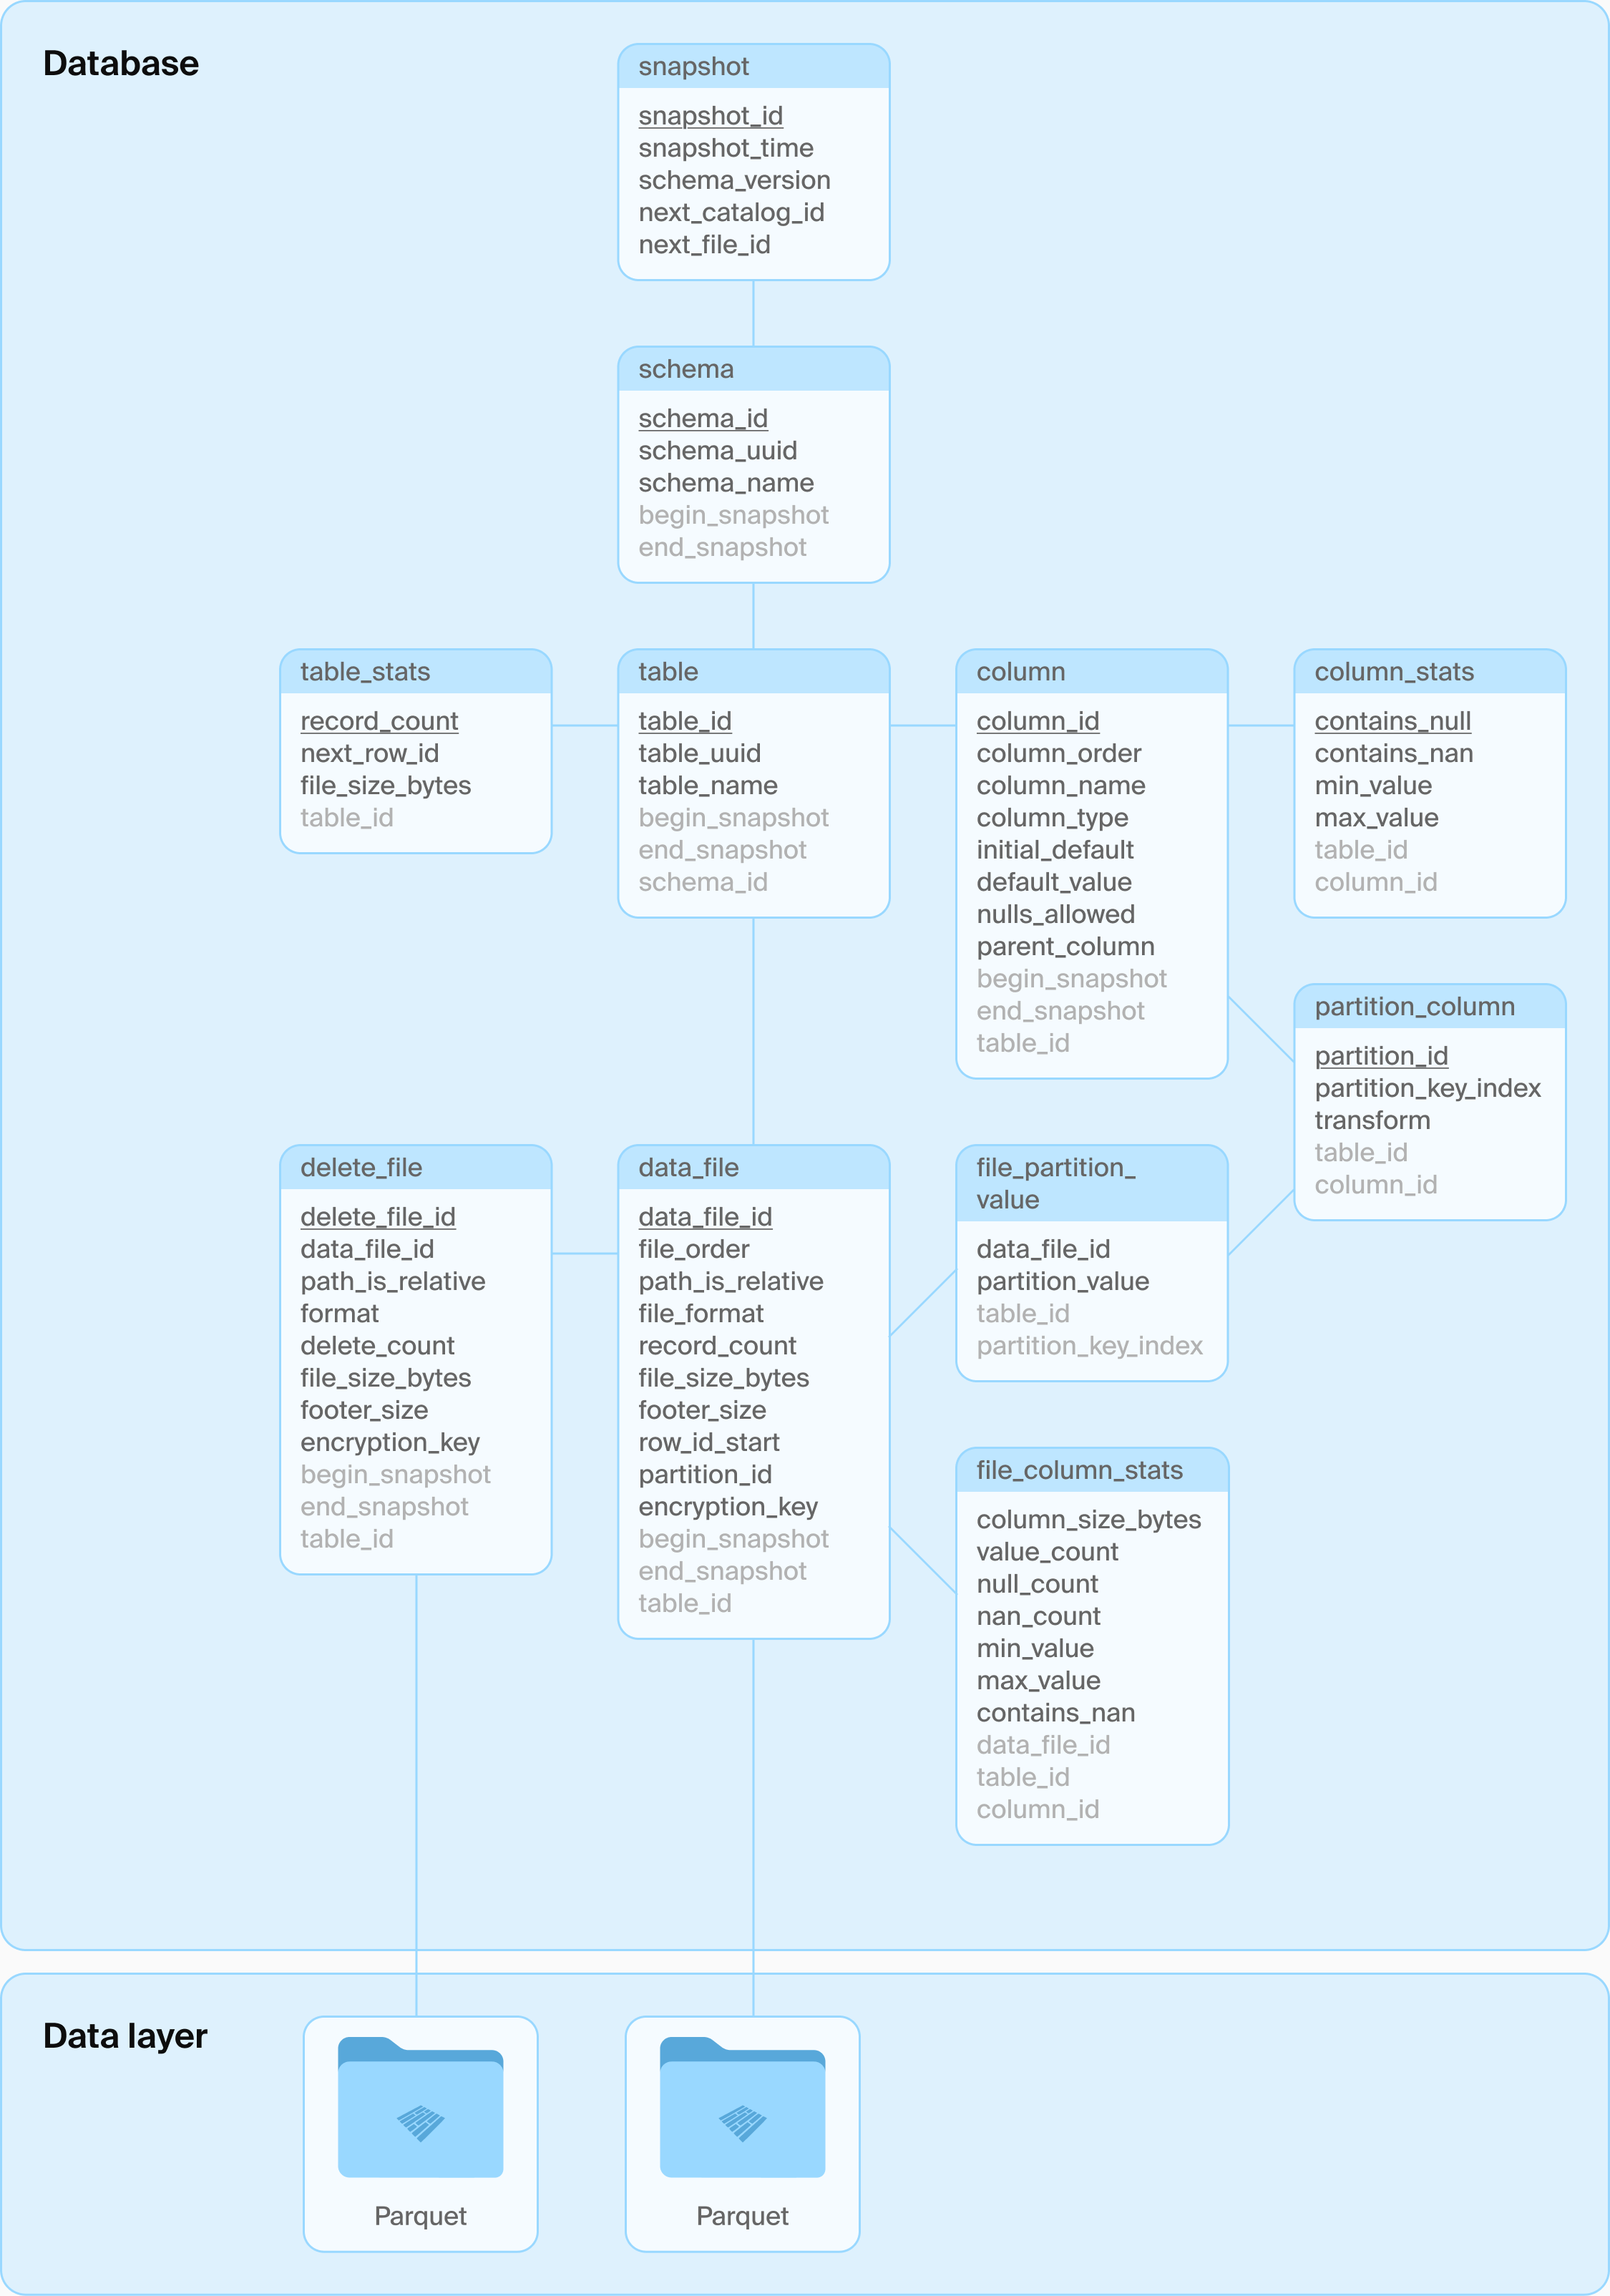 Database
snapshot
snapshot_id
snapshot_time
schema_version
next_catalog_id
next_file_id
schema
schema_id
schema_uuid
schema_name
begin_snapshot
end_snapshot
table_stats
record_count
next_row_id
file_size_bytes
table_id
table
table_id
table_uuid
table_name
begin_snapshot
end_snapshot
schema_id
column
column_id
column_order
column_name
column_type
initial_default
default_value
nulls_allowed
parent_column
begin_snapshot
end_snapshot
table_id
column_stats
contains_null
contains_nan
min_value
max_value
table_id
column_id
partition_column
partition_id
partition_key_index
transform
table_id
column_id
delete_file
delete_file_id
data_file_id
path_is_relative
format
delete_count
file_size_bytes
footer_size
encryption_key
begin_snapshot
end_snapshot
table_id
data_file
data_file_id
file_order
path_is_relative
file_format
record_count
file_size_bytes
footer_size
row_id_start
partition_id
encryption_key
begin_snapshot
end_snapshot
table_id
file_partition_
value
data_file_id
partition_value
table_id
partition_key_index
file_column_stats
column_size_bytes
value_count
null_count
nan_count
min_value
max_value
contains_nan
data_file_id
table_id
column_id
Data layer
Parquet
Parquet